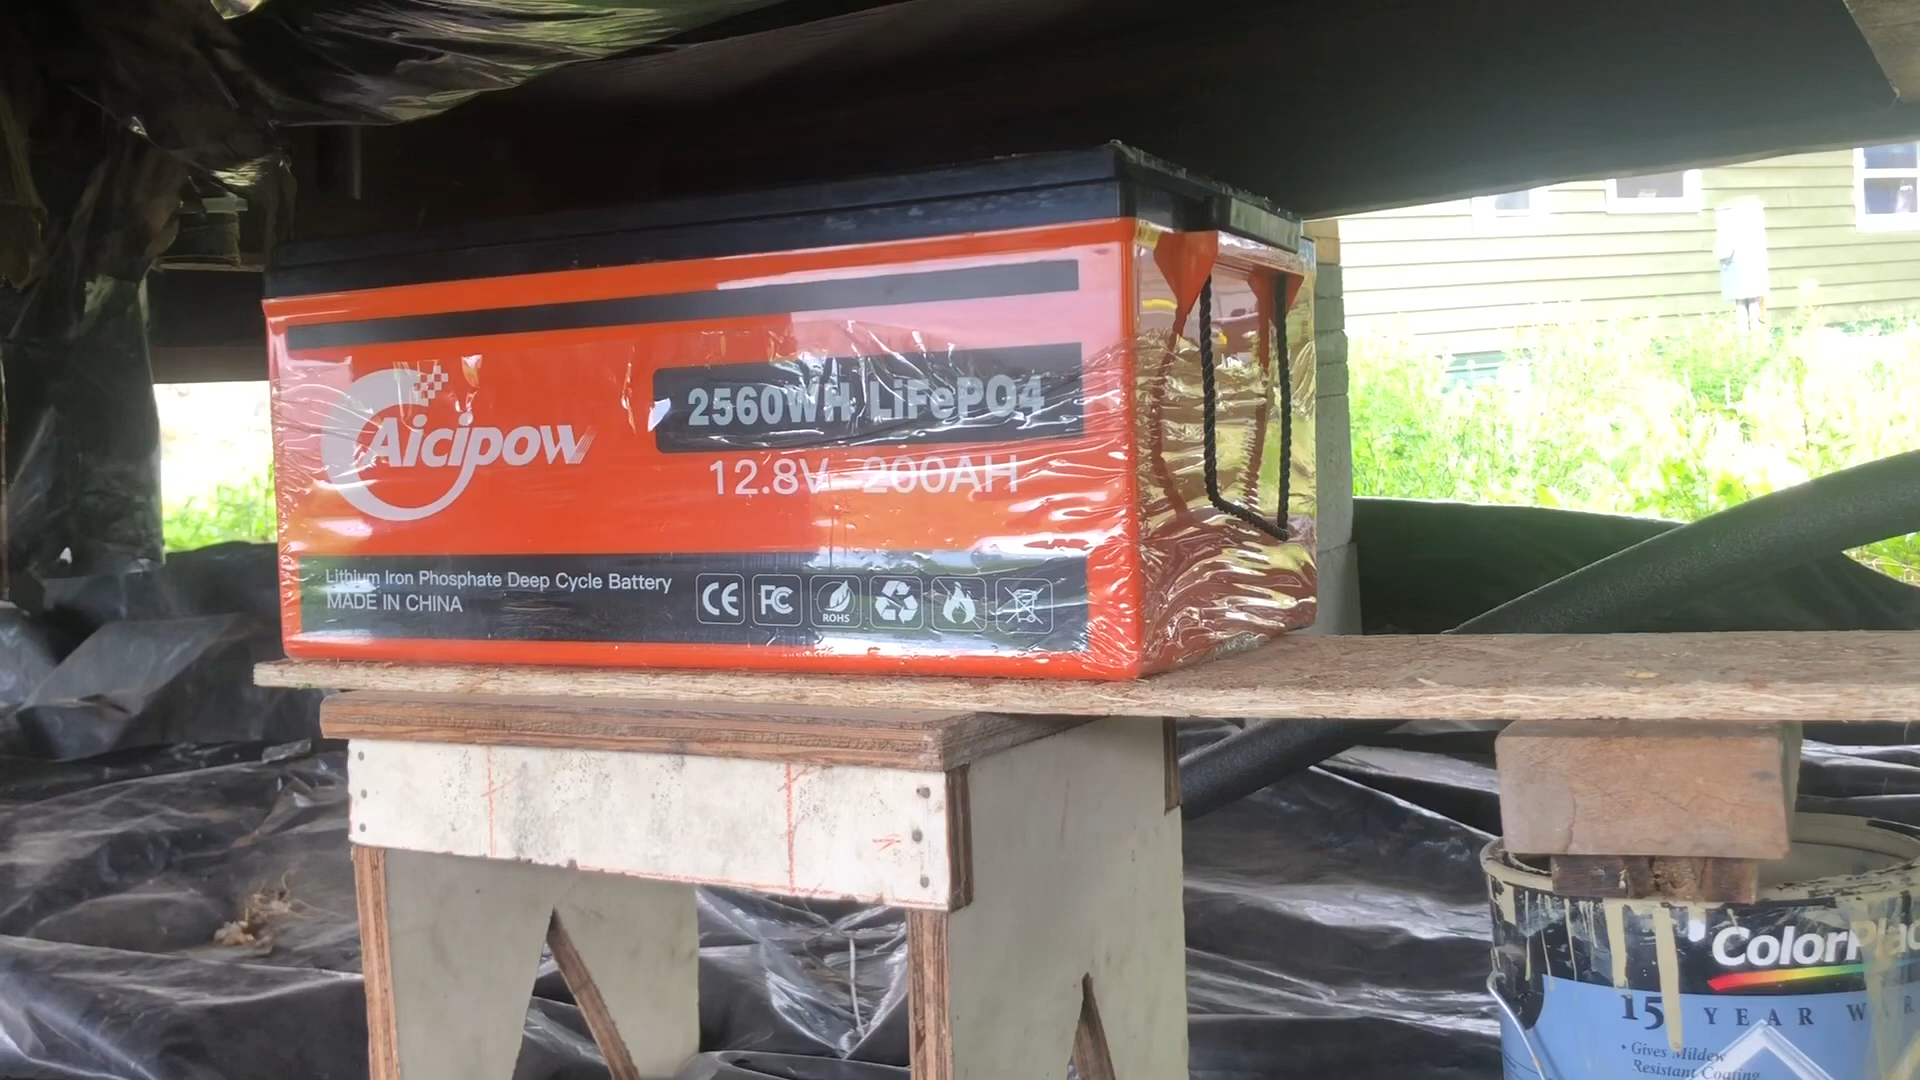 Aicipow
2560WH LiFePO4
12.8V 200AH
Lithium Iron Phosphate Deep Cycle Battery
MADE IN CHINA
CE FC ROHS
ColorPlac
15 YEAR W
• Gives Mildew
Resistant Coating